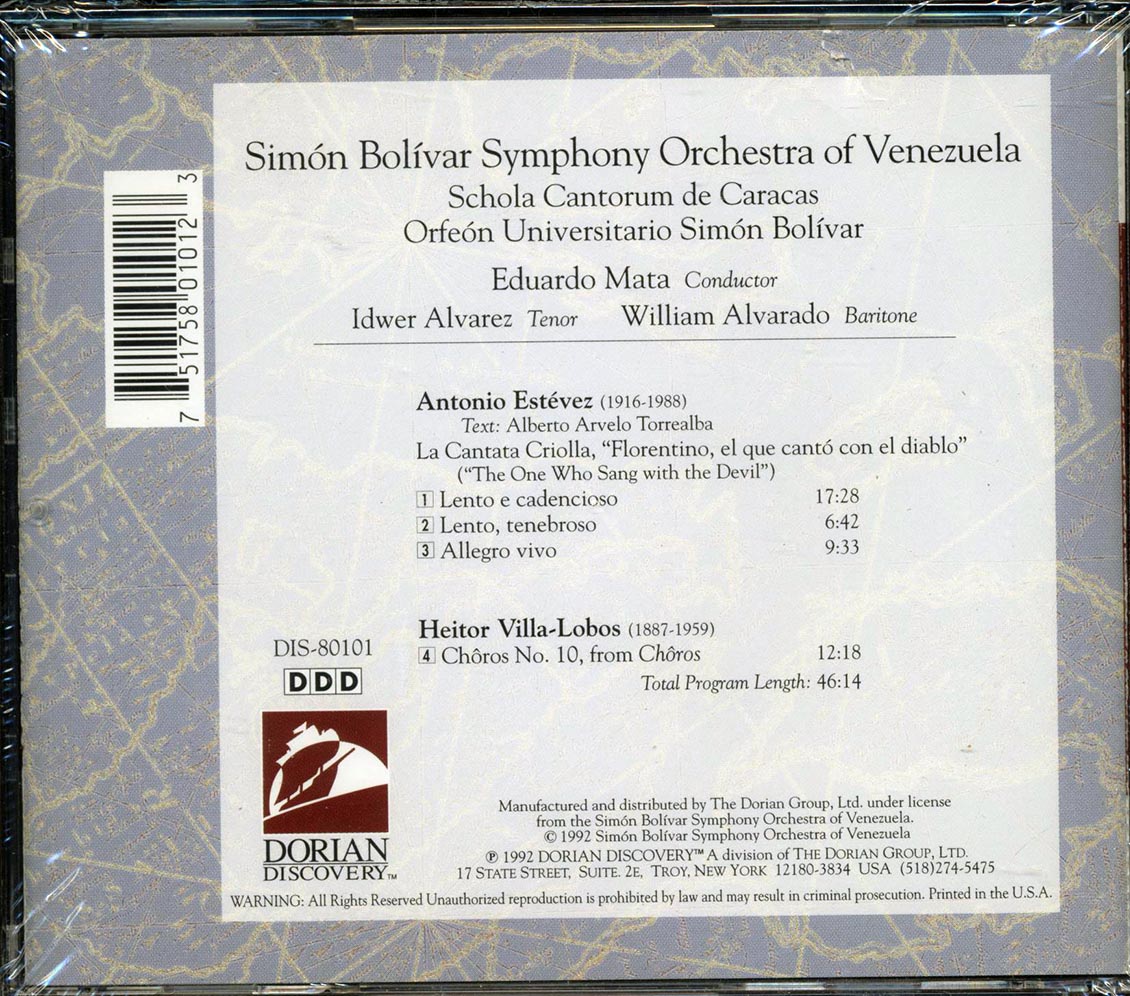 Simón Bolívar Symphony Orchestra of Venezuela
Schola Cantorum de Caracas
Orfeón Universitario Simón Bolívar
Eduardo Mata Conductor
Idwer Alvarez Tenor William Alvarado Baritone
7 51758 01012 3
Antonio Estévez (1916-1988)
Text: Alberto Arvelo Torrealba
La Cantata Criolla, “Florentino, el que cantó con el diablo”
(“The One Who Sang with the Devil”)
1 Lento e cadencioso 17:28
2 Lento, tenebroso 6:42
3 Allegro vivo 9:33
Heitor Villa-Lobos (1887-1959)
4 Chôros No. 10, from Chôros 12:18
Total Program Length: 46:14
DIS-80101
DDD
DORIAN
DISCOVERY™
Manufactured and distributed by The Dorian Group, Ltd. under license
from the Simón Bolívar Symphony Orchestra of Venezuela.
© 1992 Simón Bolívar Symphony Orchestra of Venezuela
℗ 1992 DORIAN DISCOVERY™ A division of THE DORIAN GROUP, LTD.
17 STATE STREET, SUITE. 2E, TROY, NEW YORK 12180-3834 USA (518)274-5475
WARNING: All Rights Reserved Unauthorized reproduction is prohibited by law and may result in criminal prosecution. Printed in the U.S.A.